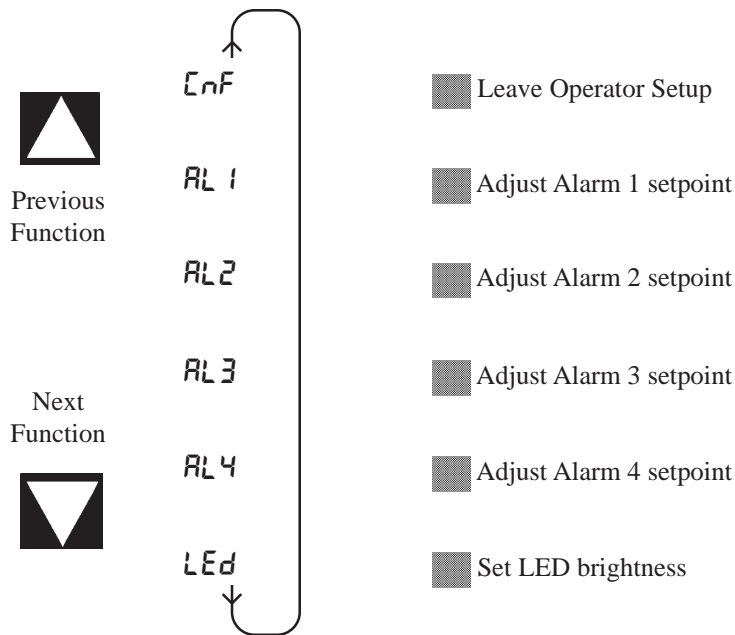 CnF
Leave Operator Setup
Previous
Function
AL 1
Adjust Alarm 1 setpoint
AL2
Adjust Alarm 2 setpoint
AL3
Adjust Alarm 3 setpoint
Next
Function
AL4
Adjust Alarm 4 setpoint
LEd
Set LED brightness